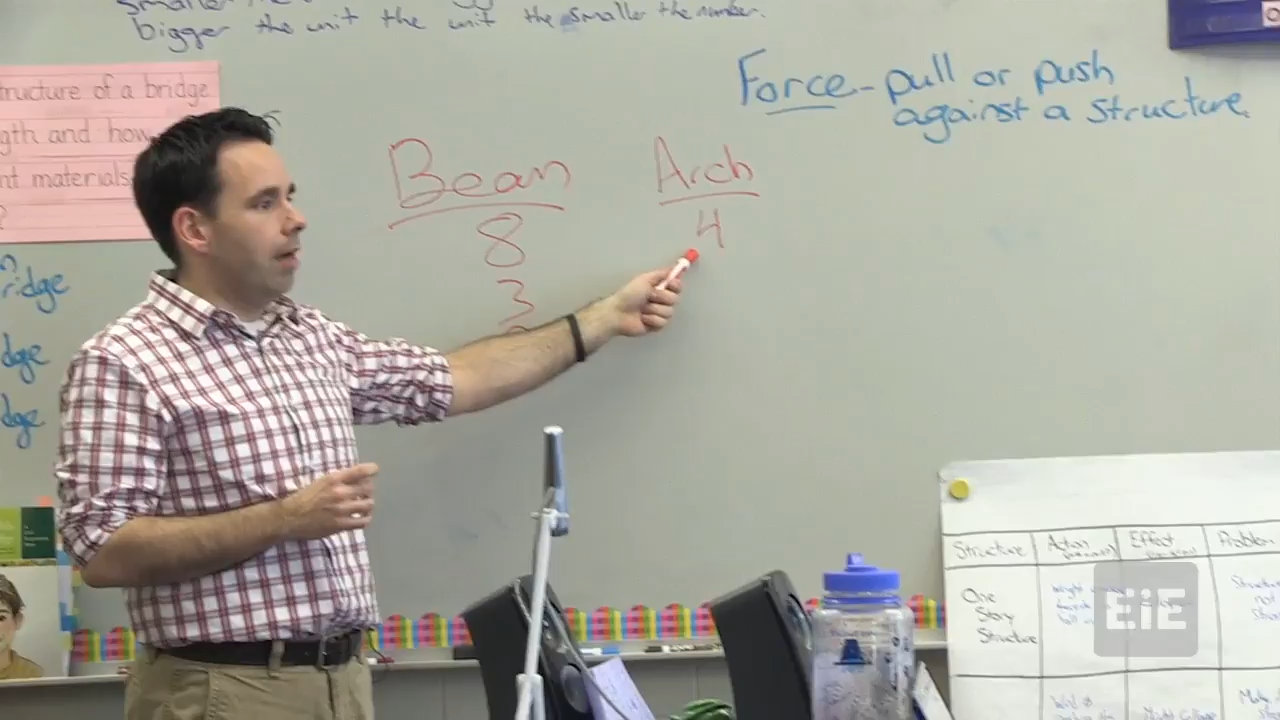 bigger the unit the unit the smaller the number.
tructure of a bridge
gth and how
nt materials
?
Force - pull or push
against a structure.
Beam
Arch
8
4
3
ridge
dge
dge
Structure
Action
Effect
Problem
One
Story
Structure
EiE